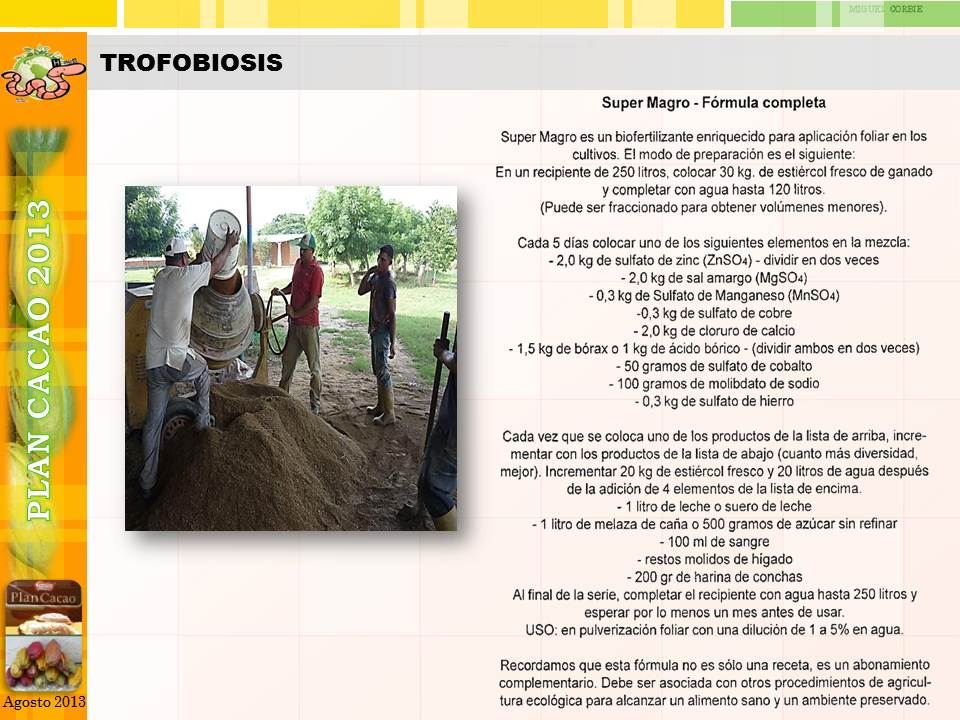 MIGUEL CORBIE
TROFOBIOSIS
PLAN CACAO 2013
Plan Cacao
Agosto 2013
Super Magro - Fórmula completa
Super Magro es un biofertilizante enriquecido para aplicación foliar en los
cultivos. El modo de preparación es el siguiente:
En un recipiente de 250 litros, colocar 30 kg. de estiércol fresco de ganado
y completar con agua hasta 120 litros.
(Puede ser fraccionado para obtener volúmenes menores).
Cada 5 días colocar uno de los siguientes elementos en la mezcla:
- 2,0 kg de sulfato de zinc (ZnSO4) - dividir en dos veces
- 2,0 kg de sal amargo (MgSO4)
- 0,3 kg de Sulfato de Manganeso (MnSO4)
-0,3 kg de sulfato de cobre
- 2,0 kg de cloruro de calcio
- 1,5 kg de bórax o 1 kg de ácido bórico - (dividir ambos en dos veces)
- 50 gramos de sulfato de cobalto
- 100 gramos de molibdato de sodio
- 0,3 kg de sulfato de hierro
Cada vez que se coloca uno de los productos de la lista de arriba, incre-
mentar con los productos de la lista de abajo (cuanto más diversidad,
mejor). Incrementar 20 kg de estiércol fresco y 20 litros de agua después
de la adición de 4 elementos de la lista de encima.
- 1 litro de leche o suero de leche
- 1 litro de melaza de caña o 500 gramos de azúcar sin refinar
- 100 ml de sangre
- restos molidos de hígado
- 200 gr de harina de conchas
Al final de la serie, completar el recipiente con agua hasta 250 litros y
esperar por lo menos un mes antes de usar.
USO: en pulverización foliar con una dilución de 1 a 5% en agua.
Recordamos que esta fórmula no es sólo una receta, es un abonamiento
complementario. Debe ser asociada con otros procedimientos de agricul-
tura ecológica para alcanzar un alimento sano y un ambiente preservado.